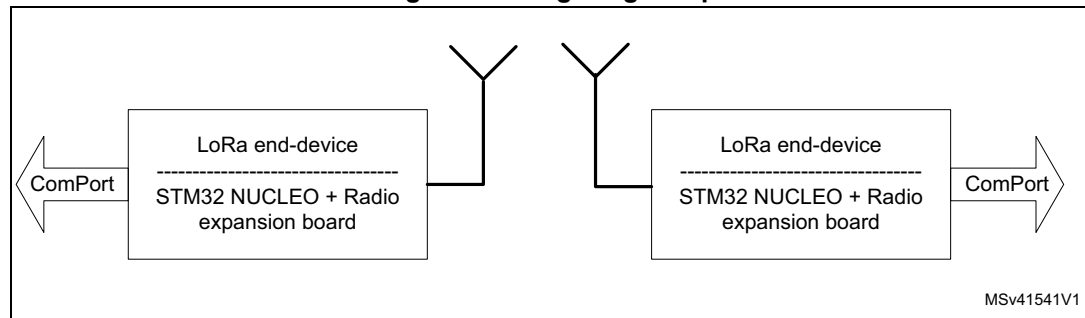 LoRa end-device
----------------------------------
STM32 NUCLEO + Radio
expansion board
ComPort
LoRa end-device
----------------------------------
STM32 NUCLEO + Radio
expansion board
ComPort
MSv41541V1